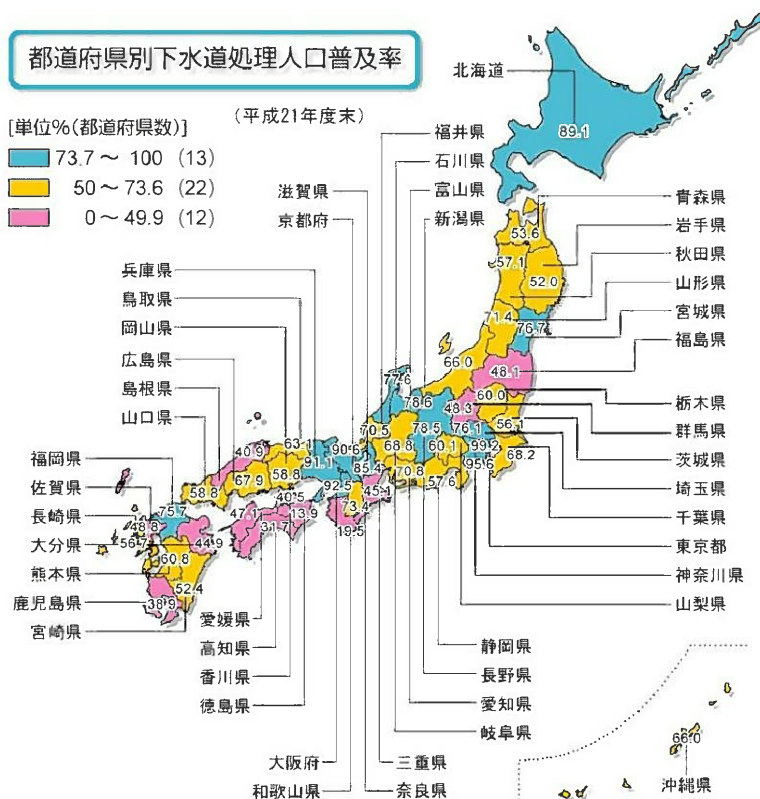 都道府県別下水道処理人口普及率
(平成21年度末)
[単位%(都道府県数)]
73.7～ 100 (13)
50～73.6 (22)
0～49.9 (12)
北海道
89.1
福井県
石川県
富山県
新潟県
滋賀県
京都府
兵庫県
鳥取県
岡山県
広島県
島根県
山口県
福岡県
佐賀県
長崎県
大分県
熊本県
鹿児島県
宮崎県
青森県
岩手県
秋田県
山形県
宮城県
福島県
栃木県
群馬県
茨城県
埼玉県
千葉県
東京都
神奈川県
山梨県
53.6
57.1
52.0
71.4
76.7
66.0
48.1
77.6
78.6
48.3
60.0
70.5
78.5
76.1
56.1
68.8
60.1
99.2
68.2
95.6
70.8
57.6
40.9
63.1
91.1
90.6
85.4
58.8
67.9
58.8
92.5
45.1
3.4
19.5
40.5
47.1
31.7
13.9
75.7
48.8
56.7
44.9
60.8
52.4
38.9
愛媛県
高知県
香川県
徳島県
静岡県
長野県
愛知県
岐阜県
大阪府
三重県
和歌山県
奈良県
66.0
沖縄県